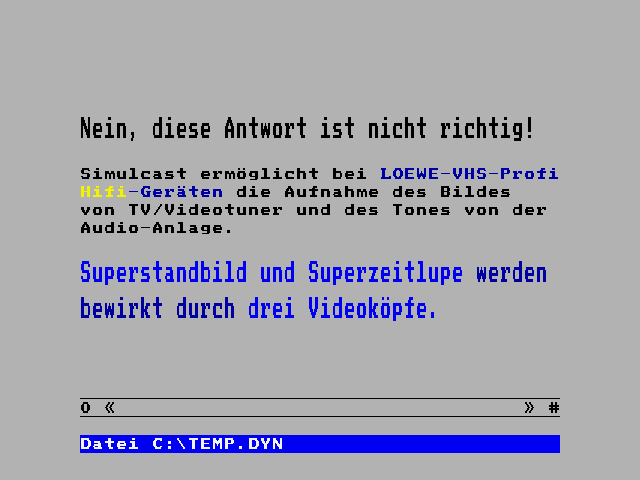 Nein, diese Antwort ist nicht richtig!
Simulcast ermöglicht bei LOEWE-VHS-Profi
Hifi-Geräten die Aufnahme des Bildes
von TV/Videotuner und des Tones von der
Audio-Anlage.
Superstandbild und Superzeitlupe werden
bewirkt durch drei Videoköpfe.
0 « » #
Datei C:\TEMP.DYN